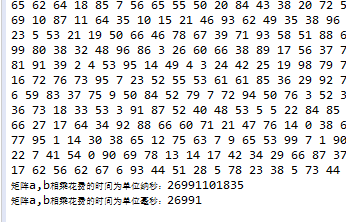 65 62 64 18 85 7 56 65 55 50 20 84 43 38 20 72 5
69 10 87 11 64 35 10 15 21 46 93 62 49 35 38 96
23 5 53 21 19 50 66 46 78 67 39 71 93 58 51 88 6
99 80 38 32 48 96 86 3 26 60 66 38 89 17 56 37 7
81 91 39 2 4 53 95 14 49 4 3 24 42 25 19 98 79 7
16 72 76 73 95 7 23 52 55 53 61 61 85 36 29 92 7
6 59 83 37 75 9 50 84 52 79 7 72 94 50 76 3 52 3
36 73 18 33 53 3 91 87 52 40 48 53 5 5 22 84 85
66 27 17 64 34 92 88 66 60 71 21 47 76 14 0 38 6
77 95 1 14 30 38 65 12 75 63 7 9 65 53 99 7 1 90
22 7 41 54 0 90 69 78 13 14 17 42 34 29 66 87 37
17 62 56 62 67 6 93 44 51 28 5 78 23 38 5 73 44
矩阵a,b相乘花费的时间为单位纳秒:26991101835
矩阵a,b相乘花费的时间为单位毫秒:26991